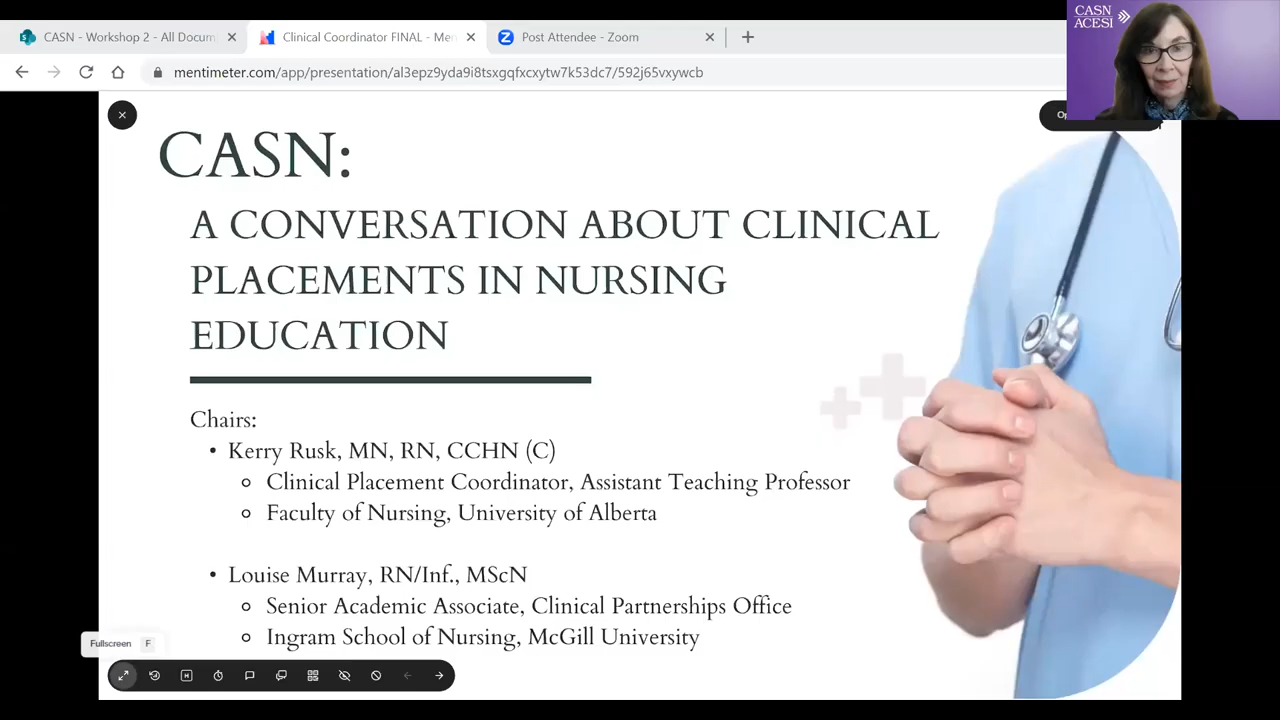 CASN - Workshop 2 - All Docum
Clinical Coordinator FINAL - Men
Post Attendee - Zoom
mentimeter.com/app/presentation/al3epz9yda9i8tsxgqfxcxytw7k53dc7/592j65vxywcb
CASN
ACESI
Op
CASN:
A CONVERSATION ABOUT CLINICAL
PLACEMENTS IN NURSING
EDUCATION
Chairs:
• Kerry Rusk, MN, RN, CCHN (C)
Clinical Placement Coordinator, Assistant Teaching Professor
Faculty of Nursing, University of Alberta
• Louise Murray, RN/Inf., MScN
Senior Academic Associate, Clinical Partnerships Office
Ingram School of Nursing, McGill University
Fullscreen F